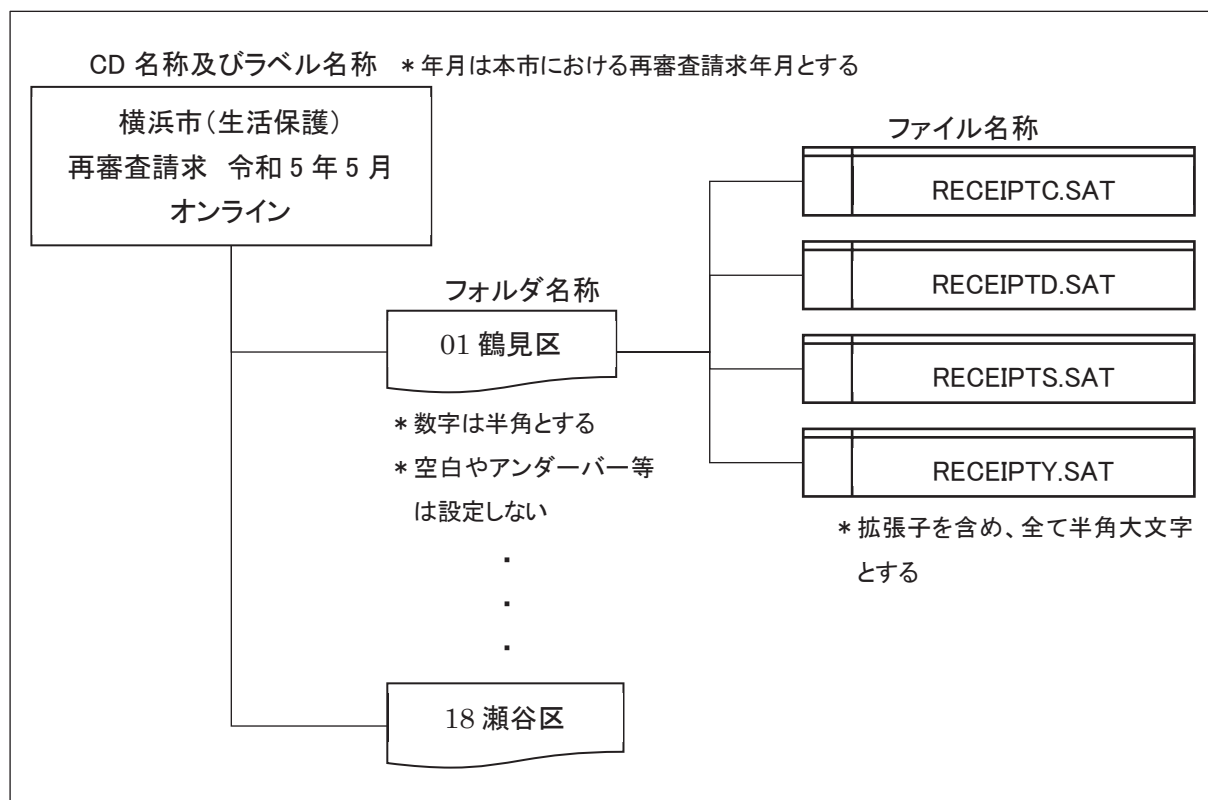 CD 名称及びラベル名称 *年月は本市における再審査請求年月とする
横浜市(生活保護)
再審査請求 令和5年5月
オンライン
ファイル名称
RECEIPTC.SAT
RECEIPTD.SAT
フォルダ名称
01 鶴見区
RECEIPTS.SAT
RECEIPTY.SAT
*数字は半角とする
*空白やアンダーバー等
は設定しない
*拡張子を含め、全て半角大文字
とする
・
・
・
18 瀬谷区